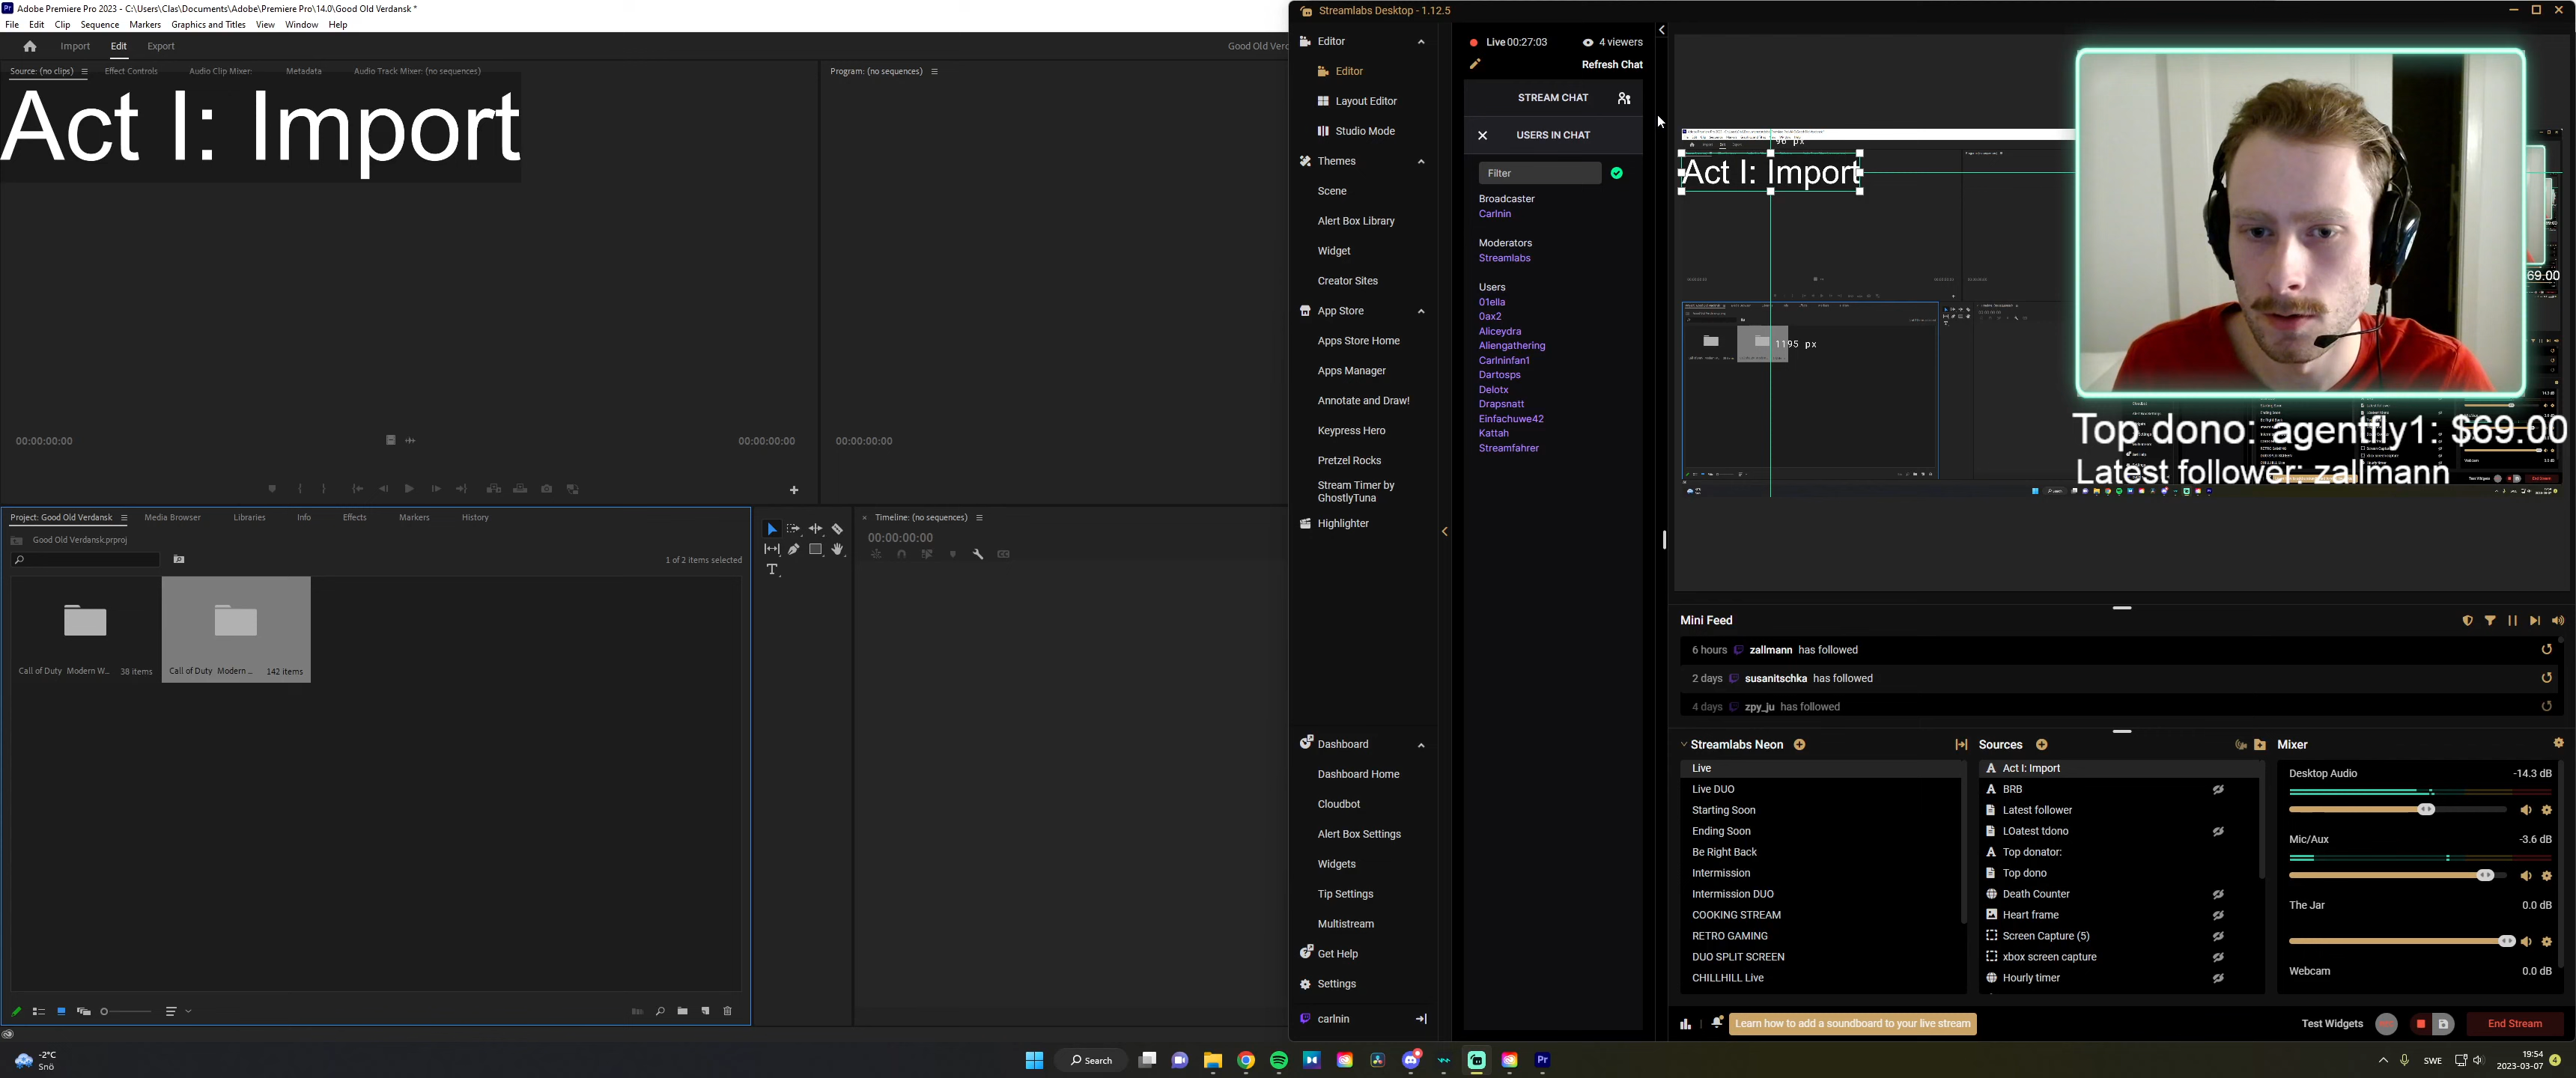 Adobe Premiere Pro 2023 - C:\Users\Clas\Documents\Adobe\Premiere Pro\14.0\Good Old Verdansk *
File Edit Clip Sequence Markers Graphics and Titles View Window Help
Import Edit Export
Good Old Verd
Source: (no clips) Effect Controls Audio Clip Mixer: Metadata Audio Track Mixer: (no sequences)
Program: (no sequences)
Act I: Import
00:00:00:00 00:00:00:00 00:00:00:00
Project: Good Old Verdansk Media Browser Libraries Info Effects Markers History
Good Old Verdansk.prproj
1 of 2 items selected
Call of Duty Modern W... 38 items
Call of Duty Modern ... 142 items
Timeline: (no sequences)
00:00:00:00
Streamlabs Desktop - 1.12.5
Editor
Editor
Layout Editor
Studio Mode
Themes
Scene
Alert Box Library
Widget
Creator Sites
App Store
Apps Store Home
Apps Manager
Annotate and Draw!
Keypress Hero
Pretzel Rocks
Stream Timer by
GhostlyTuna
Highlighter
Dashboard
Dashboard Home
Cloudbot
Alert Box Settings
Widgets
Tip Settings
Multistream
Get Help
Settings
carlnin
Live 00:27:03 4 viewers
Refresh Chat
STREAM CHAT
USERS IN CHAT
Filter
Broadcaster
Carlnin
Moderators
Streamlabs
Users
01ella
0ax2
Aliceydra
Aliengathering
Carlninfan1
Dartosps
Delotx
Drapsnatt
Einfachuwe42
Kattah
Streamfahrer
96 px
Act I: Import
1195 px
69.00
Top dono: agentfly1: $69.00
Latest follower: zallmann
Mini Feed
6 hours zallmann has followed
2 days susanitschka has followed
4 days zpy_ju has followed
Streamlabs Neon
Live
Live DUO
Starting Soon
Ending Soon
Be Right Back
Intermission
Intermission DUO
COOKING STREAM
RETRO GAMING
DUO SPLIT SCREEN
CHILLHILL Live
Sources
Act I: Import
BRB
Latest follower
LOatest tdono
Top donator:
Top dono
Death Counter
Heart frame
Screen Capture (5)
xbox screen capture
Hourly timer
Mixer
Desktop Audio -14.3 dB
Mic/Aux -3.6 dB
The Jar 0.0 dB
Webcam 0.0 dB
Learn how to add a soundboard to your live stream
Test Widgets
End Stream
-2°C
Snö
Search
SWE
19:54
2023-03-07
4